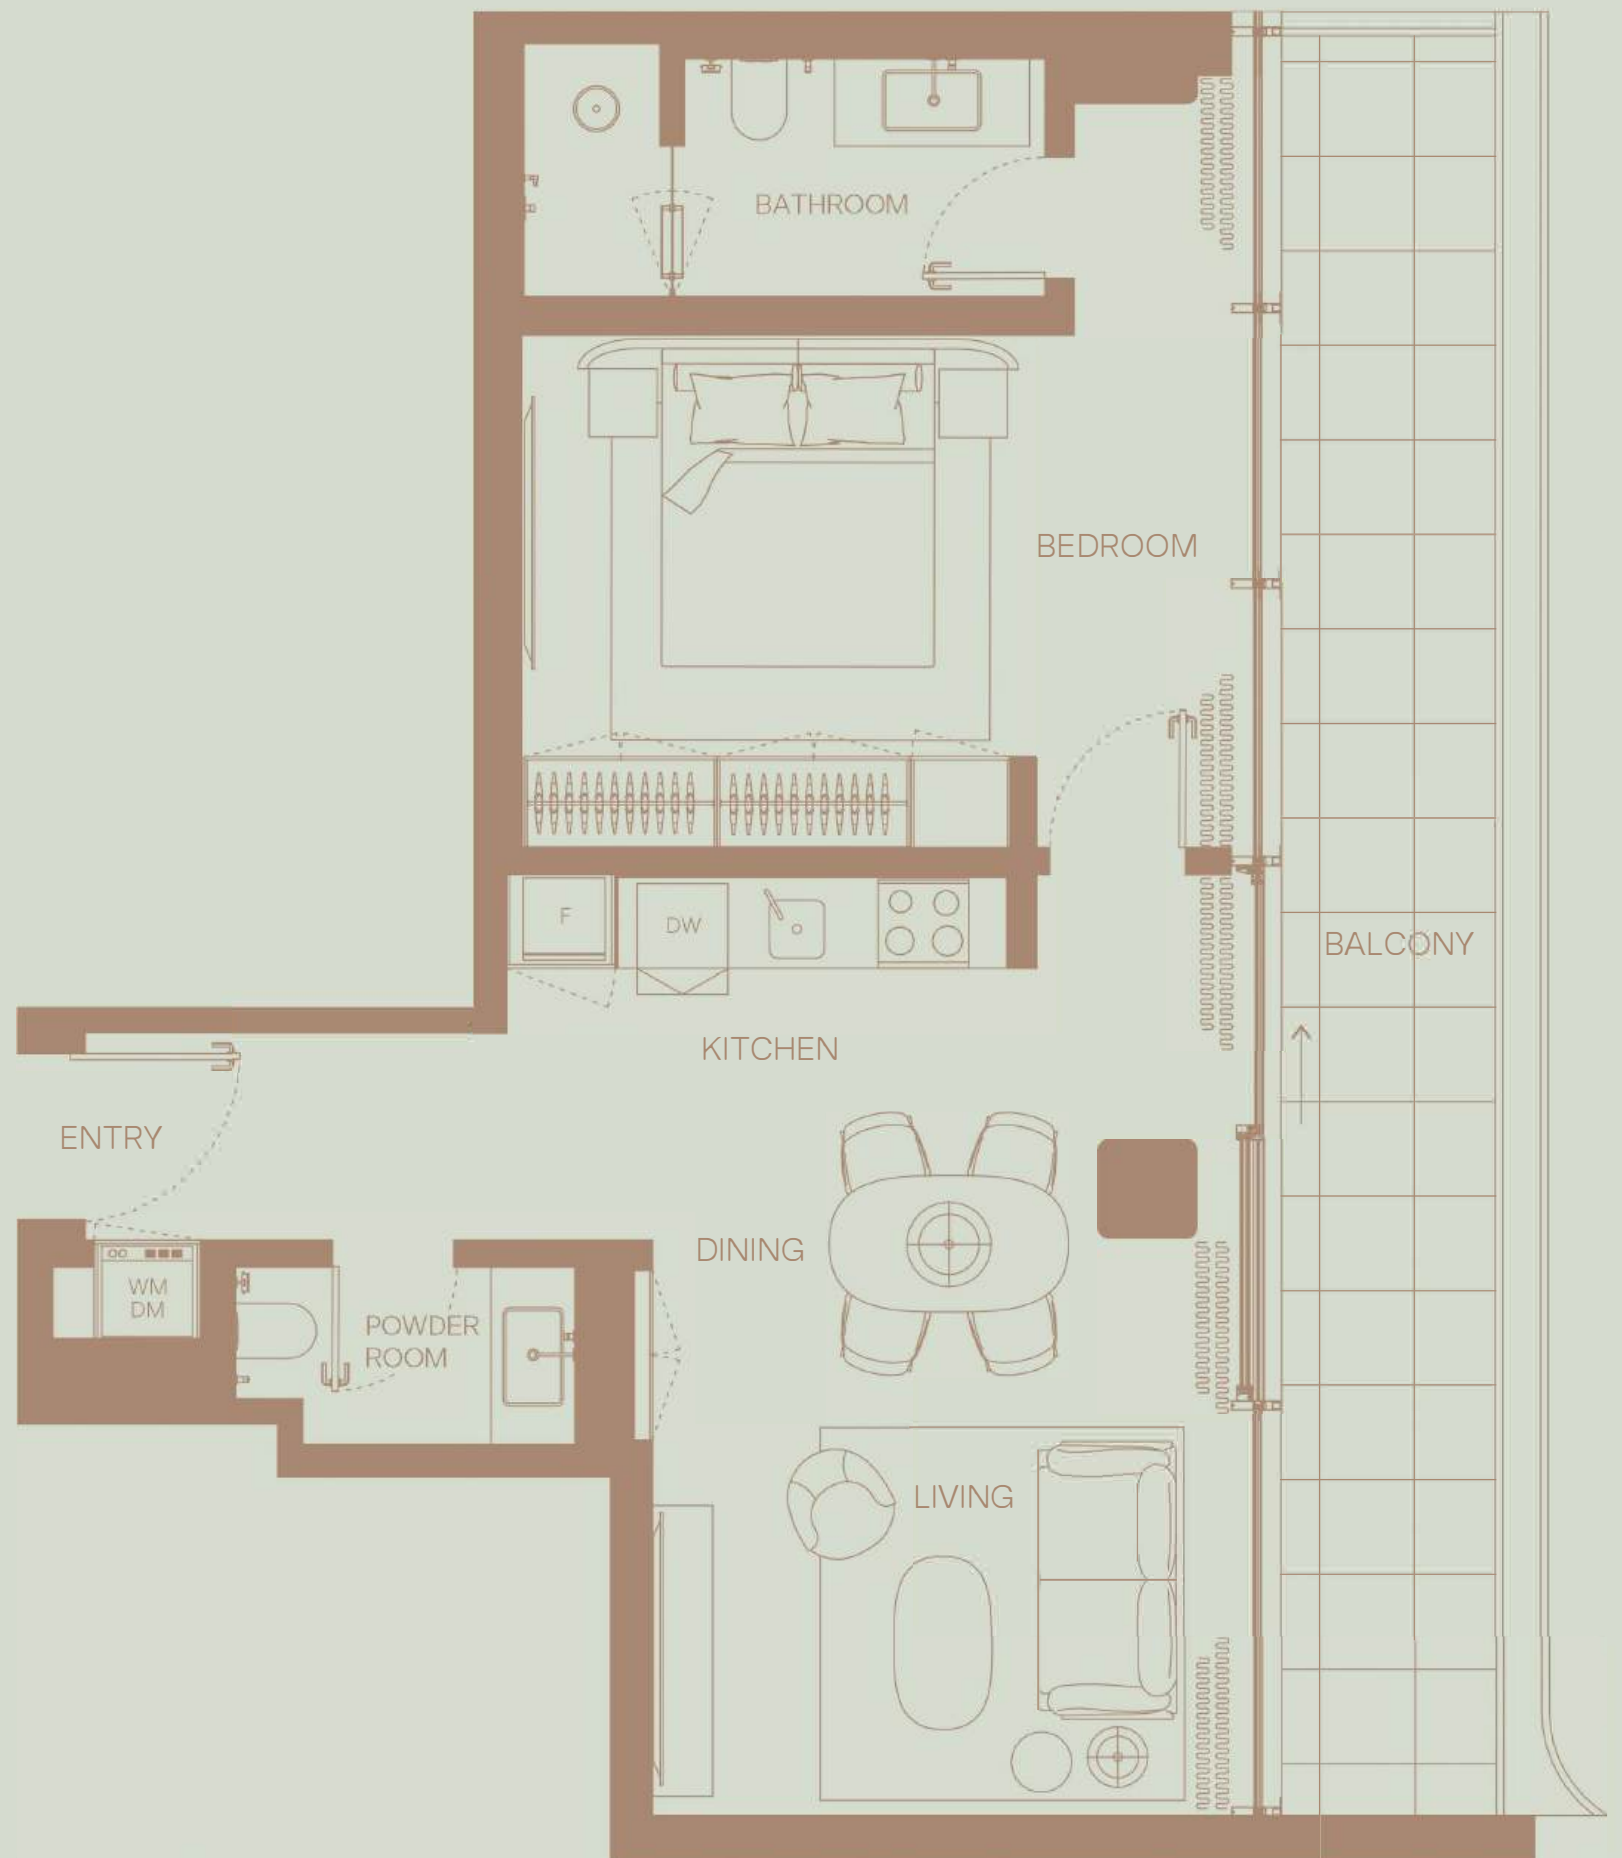 BATHROOM
BEDROOM
F
DW
BALCONY
KITCHEN
ENTRY
DINING
WM
DM
POWDER
ROOM
LIVING